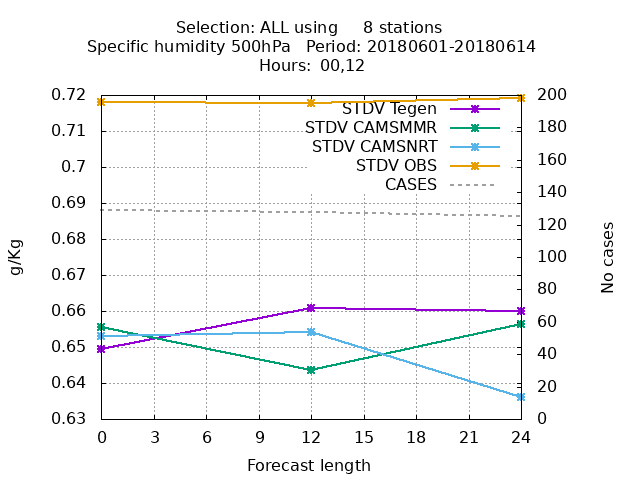 Selection: ALL using     8 stations
Specific humidity 500hPa   Period: 20180601-20180614
Hours:  00,12
0.72
0.71
0.7
0.69
0.68
0.67
0.66
0.65
0.64
0.63
g/Kg
STDV Tegen
STDV CAMSMMR
STDV CAMSNRT
STDV OBS
CASES
200
180
160
140
120
100
80
60
40
20
0
No cases
0 3 6 9 12 15 18 21 24
Forecast length